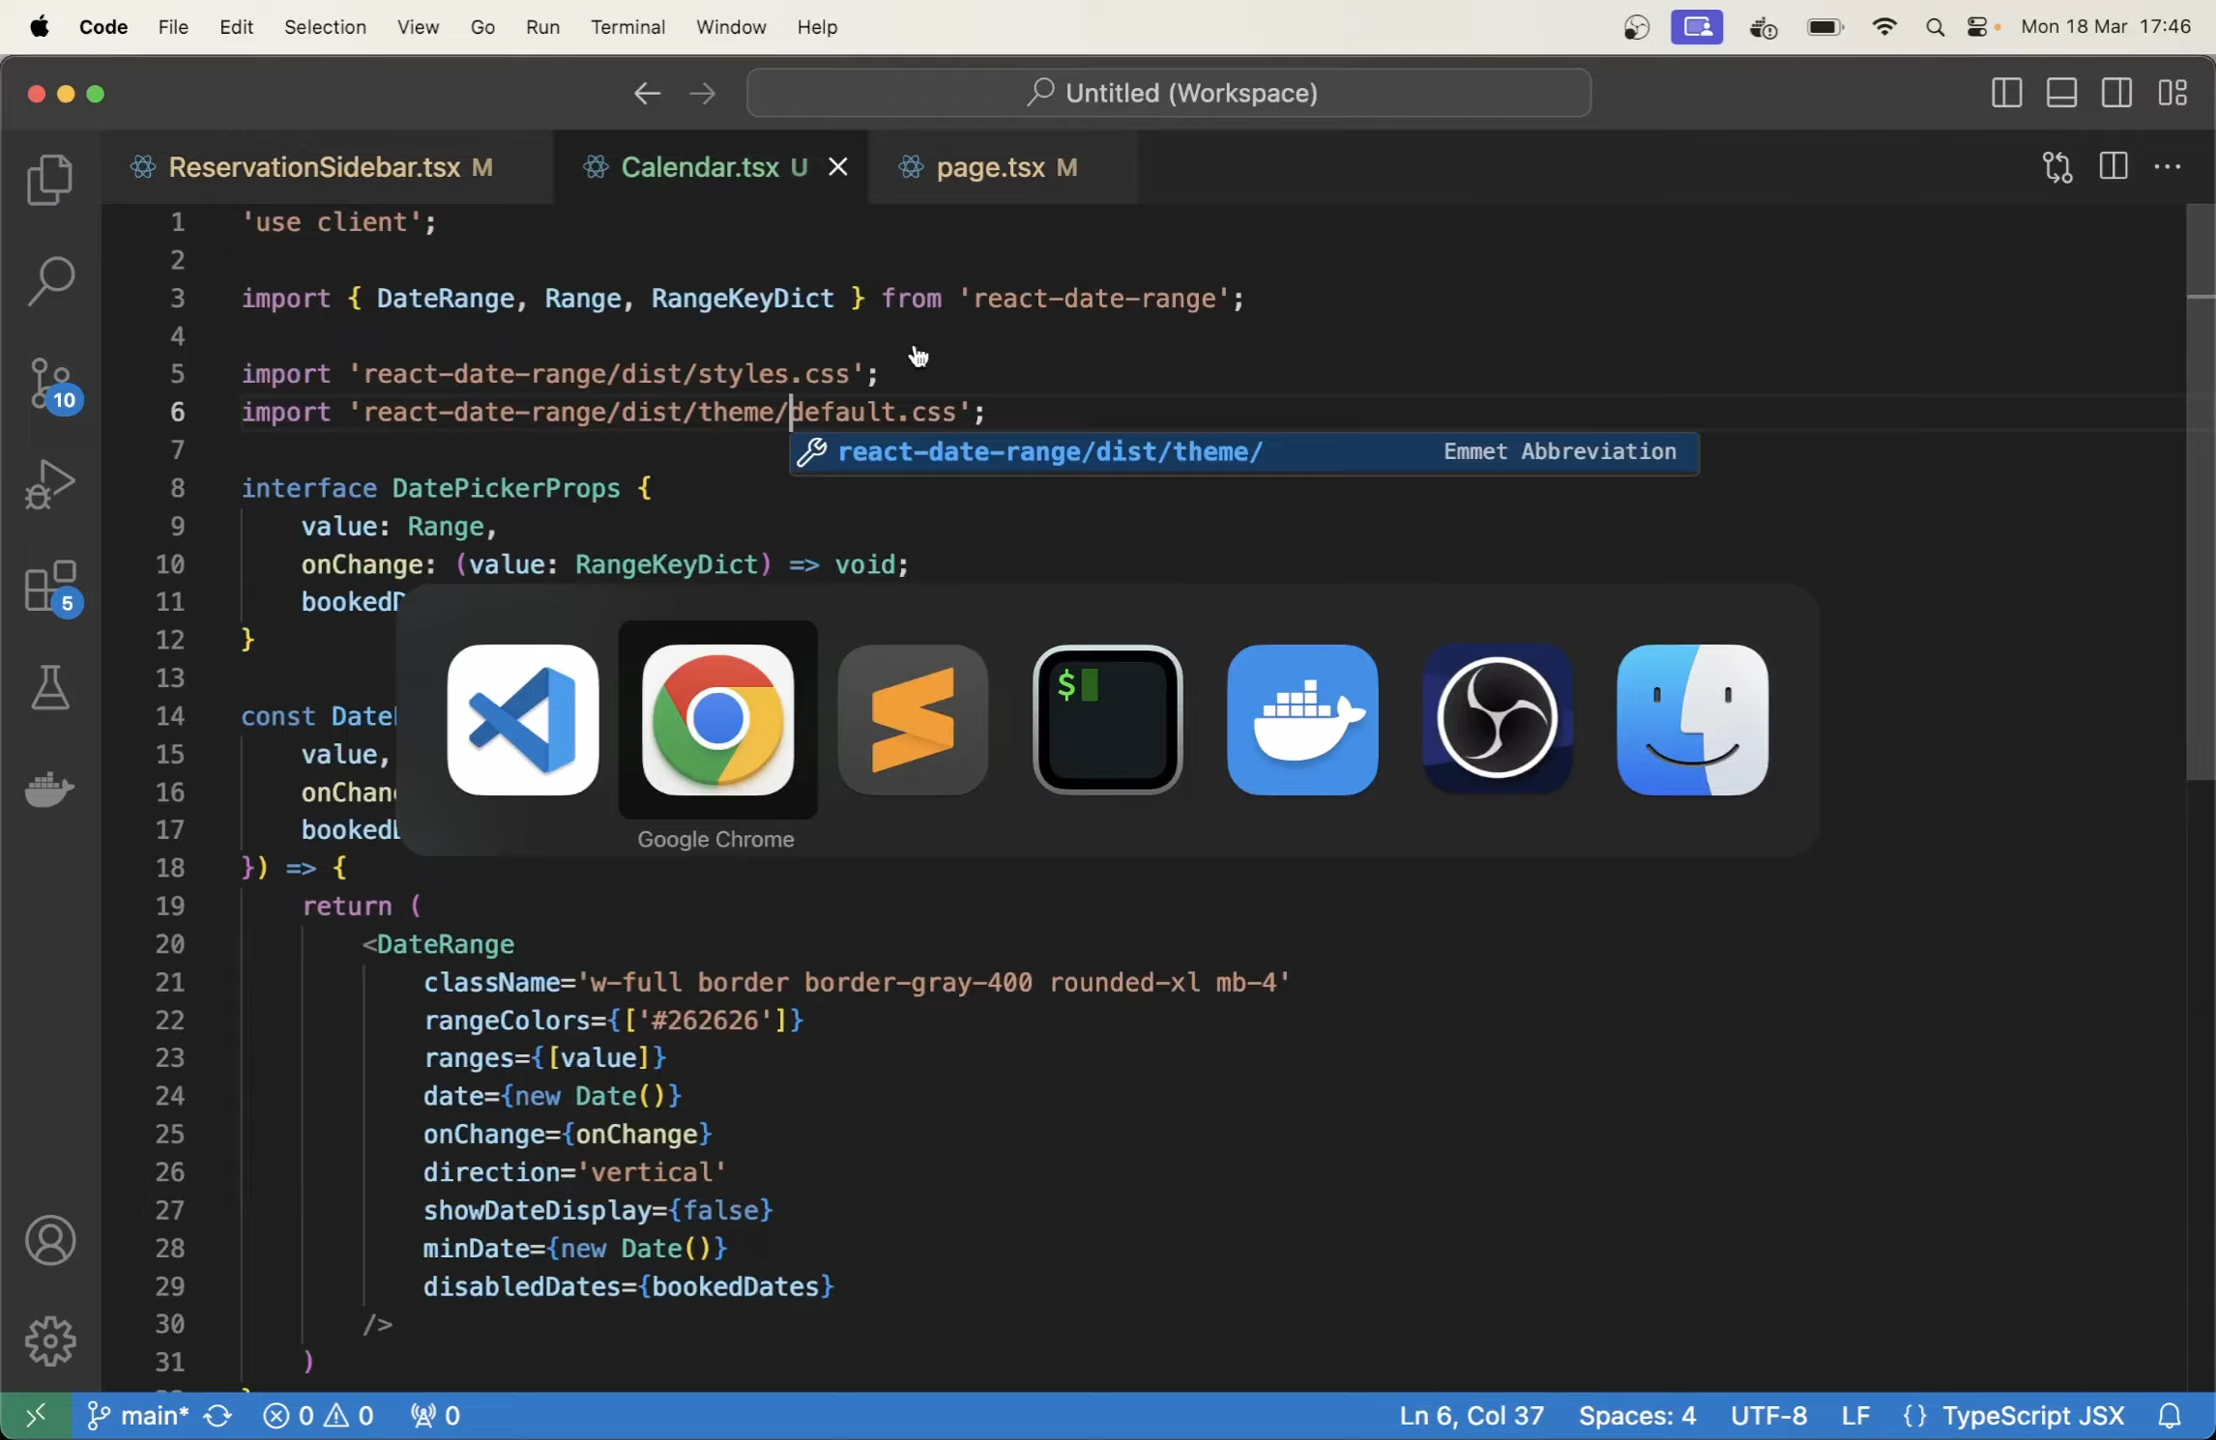 Code File Edit Selection View Go Run Terminal Window Help Mon 18 Mar 17:46
Untitled (Workspace)
ReservationSidebar.tsx M Calendar.tsx U page.tsx M
1 'use client';
2
3 import { DateRange, Range, RangeKeyDict } from 'react-date-range';
4
5 import 'react-date-range/dist/styles.css';
6 import 'react-date-range/dist/theme/default.css';
7 react-date-range/dist/theme/ Emmet Abbreviation
8 interface DatePickerProps {
9 value: Range,
10 onChange: (value: RangeKeyDict) => void;
11 bookedD
12 }
13
14 const Date
15 value,
16 onChan
17 booked
Google Chrome
18 }) => {
19 return (
20 <DateRange
21 className='w-full border border-gray-400 rounded-xl mb-4'
22 rangeColors={['#262626']}
23 ranges={[value]}
24 date={new Date()}
25 onChange={onChange}
26 direction='vertical'
27 showDateDisplay={false}
28 minDate={new Date()}
29 disabledDates={bookedDates}
30 />
31 )
10
5
$
main* 0 0 0 Ln 6, Col 37 Spaces: 4 UTF-8 LF {} TypeScript JSX